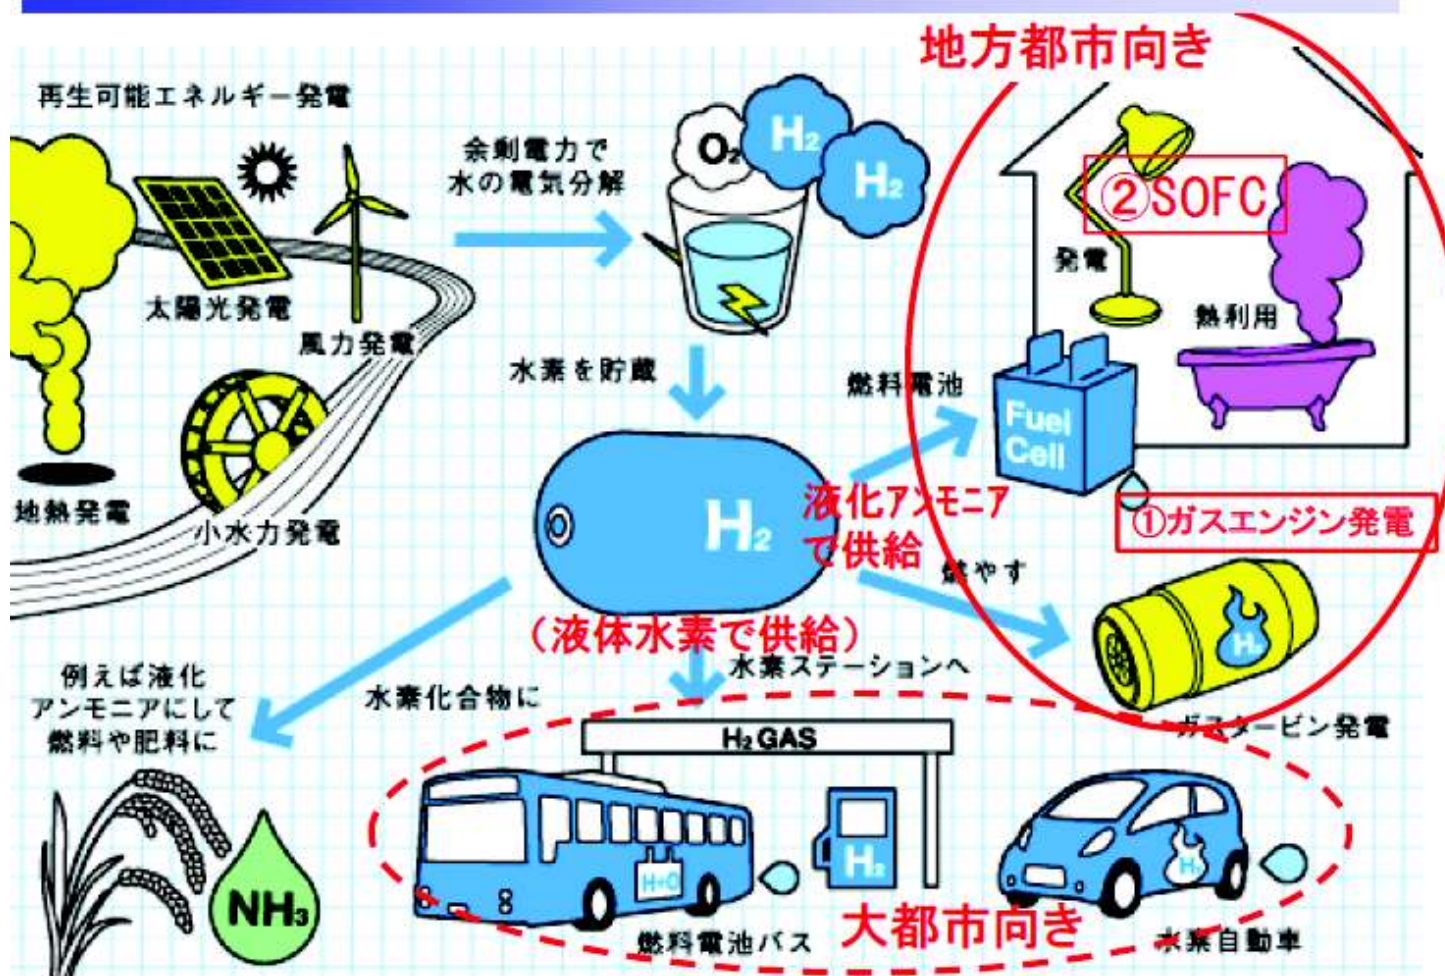 地方都市向き
再生可能エネルギー発電
余剰電力で
水の電気分解
O₂
H₂
H₂
②SOFC
発電
太陽光発電
風力発電
熱利用
水素を貯蔵
燃料電池
Fuel
Cell
地熱発電
小水力発電
H₂
液化アンモニア
で供給
①ガスエンジン発電
燃やす
H₂
(液体水素で供給)
水素ステーションへ
例えば液化
アンモニアにして
燃料や肥料に
水素化合物に
ガスタービン発電
H₂ GAS
H+O
H₂
H₂
NH₃
大都市向き
燃料電池バス
水素自動車